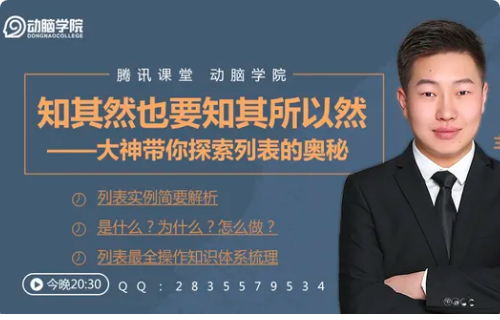 动脑学院
DONGNAOCOLLEGE
腾讯课堂 动脑学院
知其然也要知其所以然
——大神带你探索列表的奥秘
列表实例简要解析
是什么？为什么？怎么做？
列表最全操作知识体系梳理
今晚20:30
QQ：2835579534